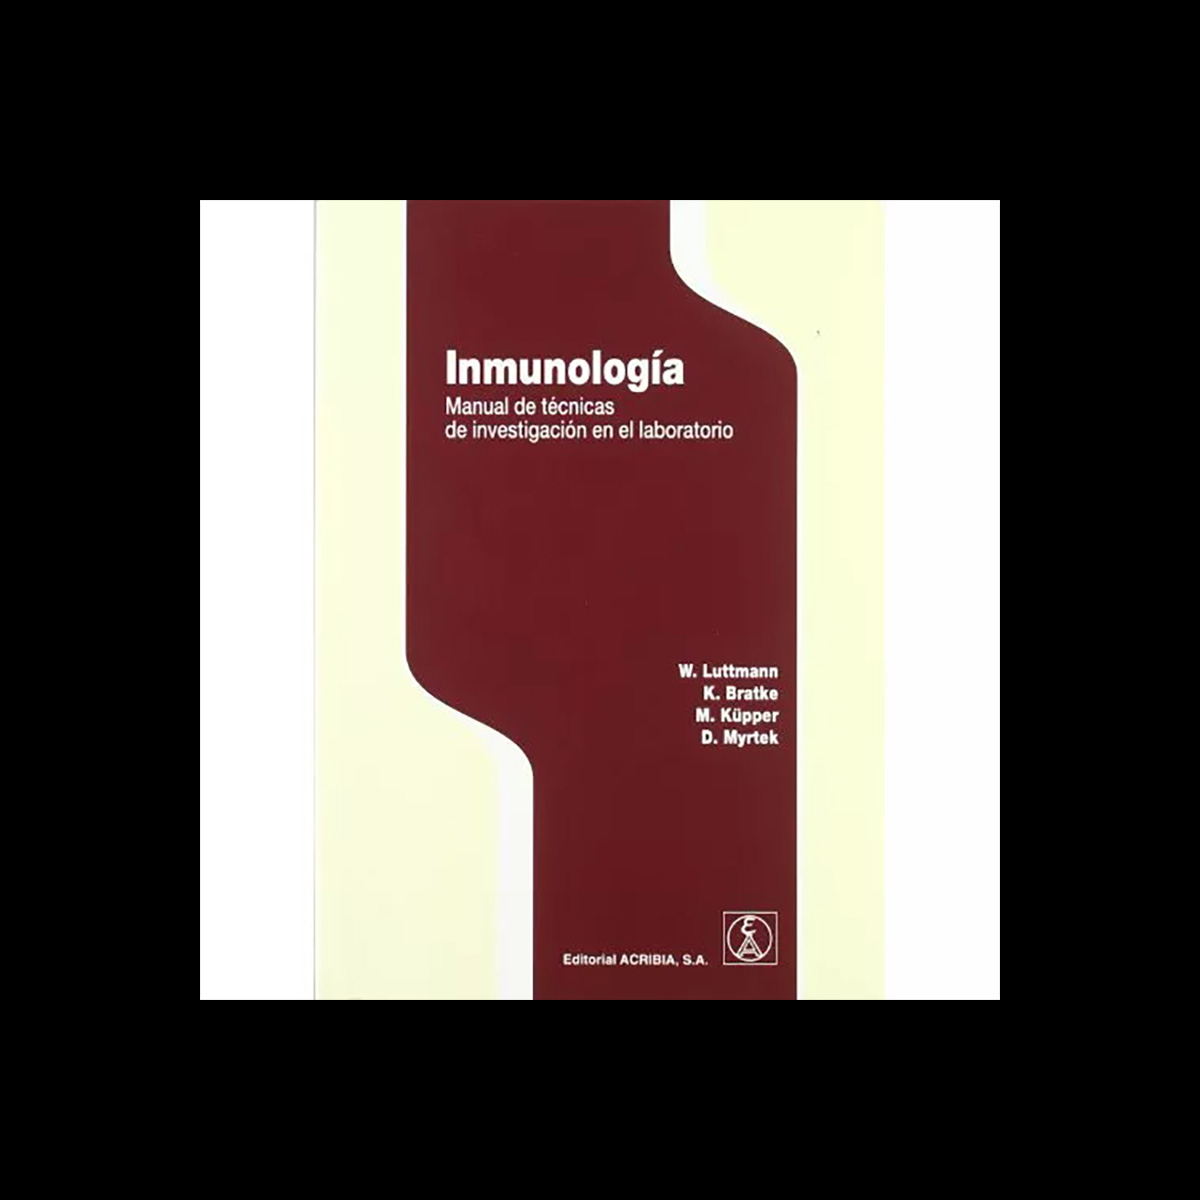 Inmunología
Manual de técnicas
de investigación en el laboratorio
W. Luttmann
K. Bratke
M. Küpper
D. Myrtek
Editorial ACRIBIA, S.A.